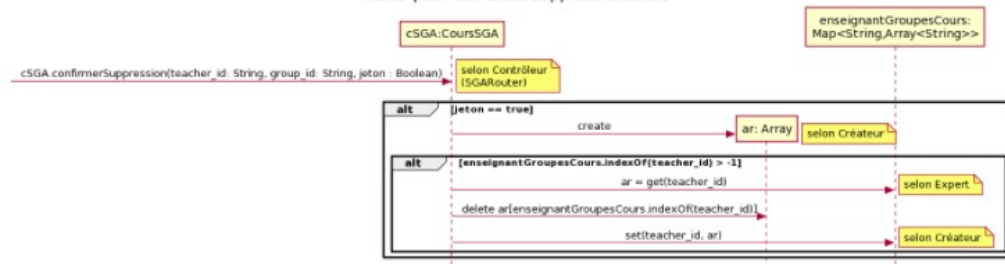 enseignantGroupesCours:
Map<String,Array<String>>
cSGA:CoursSGA
cSGA.confirmerSuppression(teacher_id: String, group_id: String, jeton : Boolean)
selon Contrôleur
(SGARouter)
alt [jeton == true]
create
ar: Array
selon Créateur
alt [enseignantGroupesCours.indexOf(teacher_id) > -1]
ar = get(teacher_id)
selon Expert
delete ar[enseignantGroupesCours.indexOf(teacher_id)]
set(teacher_id, ar)
selon Créateur